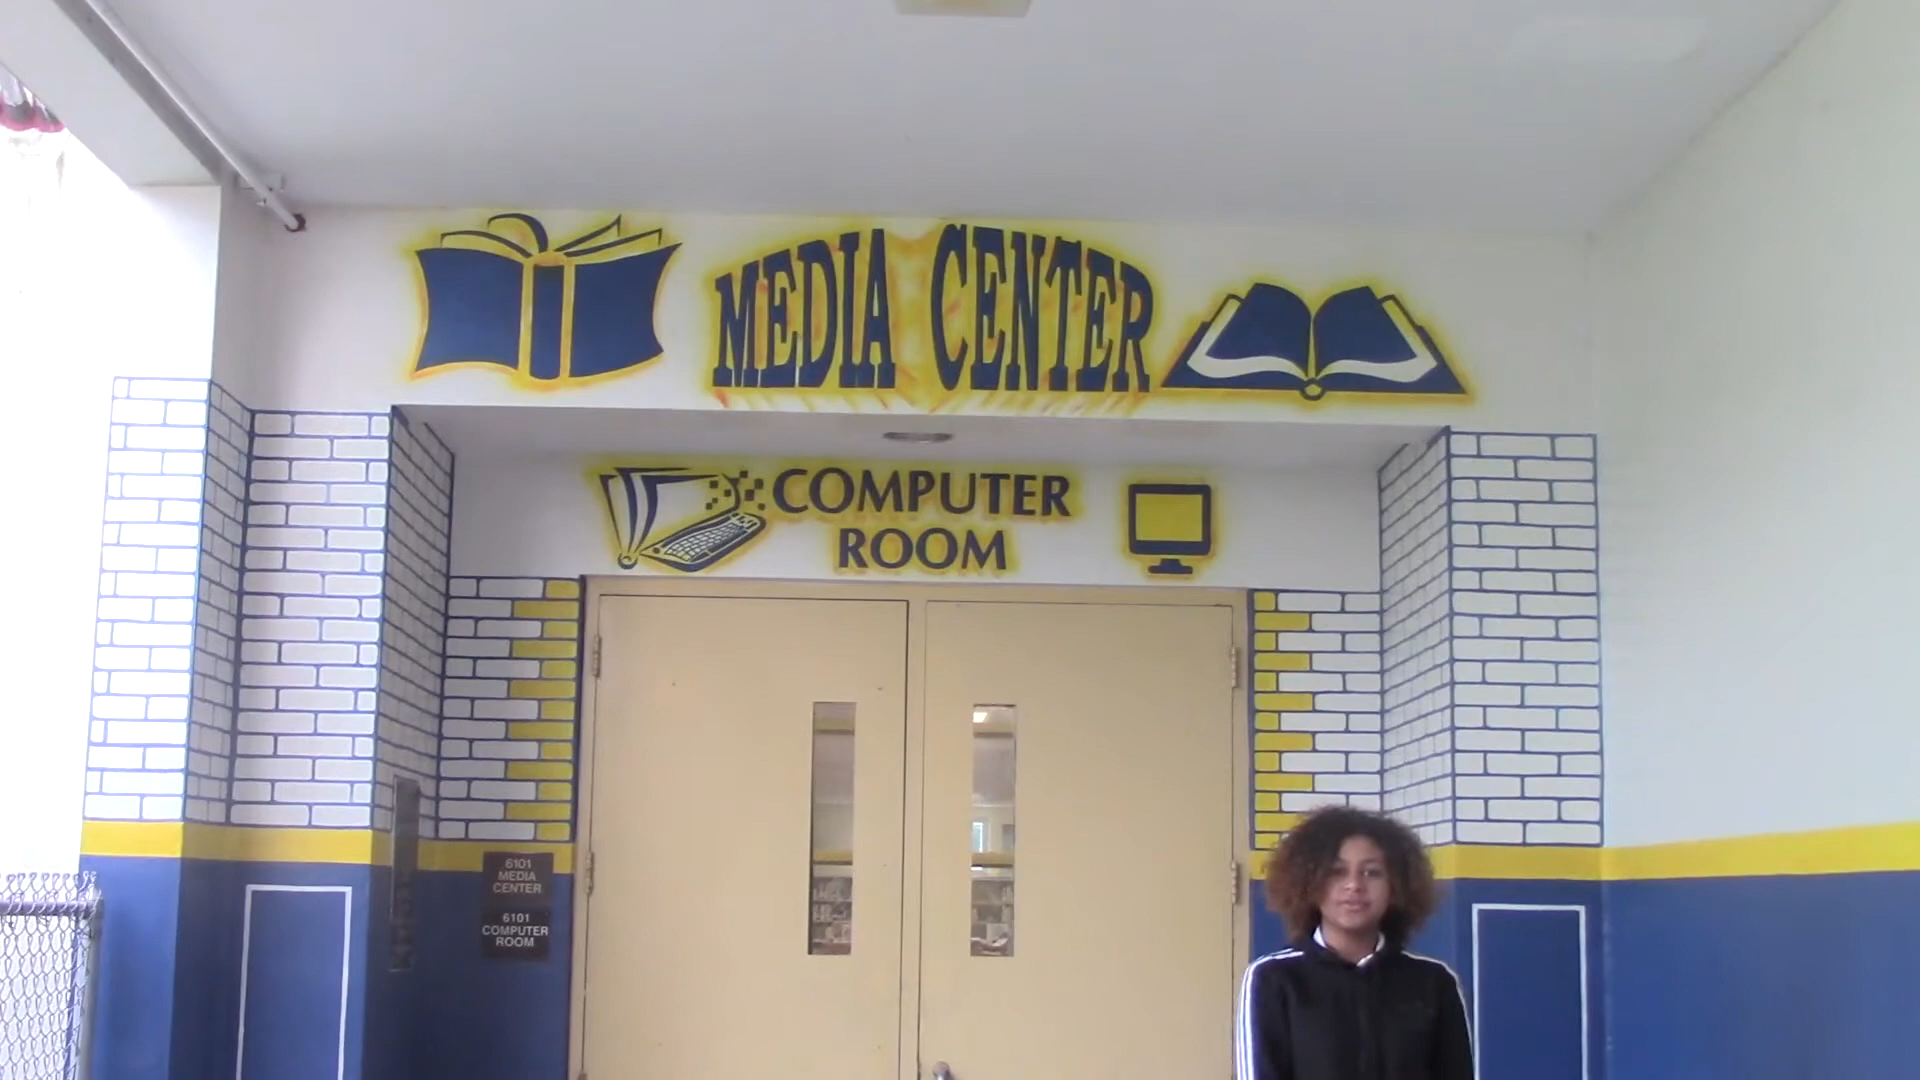 MEDIA CENTER
COMPUTER
ROOM
6101
MEDIA
CENTER
6101
COMPUTER
ROOM